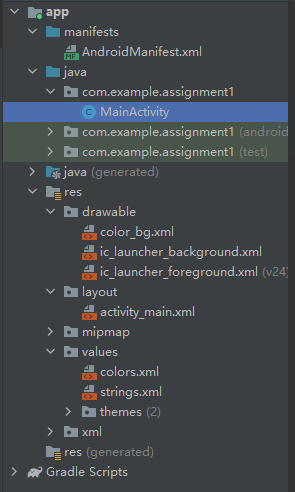 app
manifests
AndroidManifest.xml
java
com.example.assignment1
MainActivity
com.example.assignment1 (android
com.example.assignment1 (test)
java (generated)
res
drawable
color_bg.xml
ic_launcher_background.xml
ic_launcher_foreground.xml (v24)
layout
activity_main.xml
mipmap
values
colors.xml
strings.xml
themes (2)
xml
res (generated)
Gradle Scripts